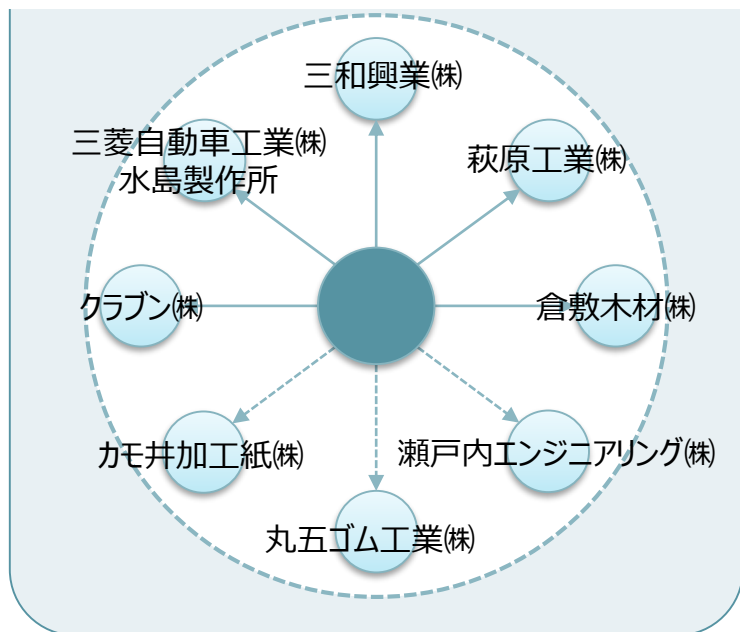 三和興業㈱
三菱自動車工業㈱
水島製作所
萩原工業㈱
クラブン㈱
倉敷木材㈱
カモ井加工紙㈱
瀬戸内エンジニアリング㈱
丸五ゴム工業㈱